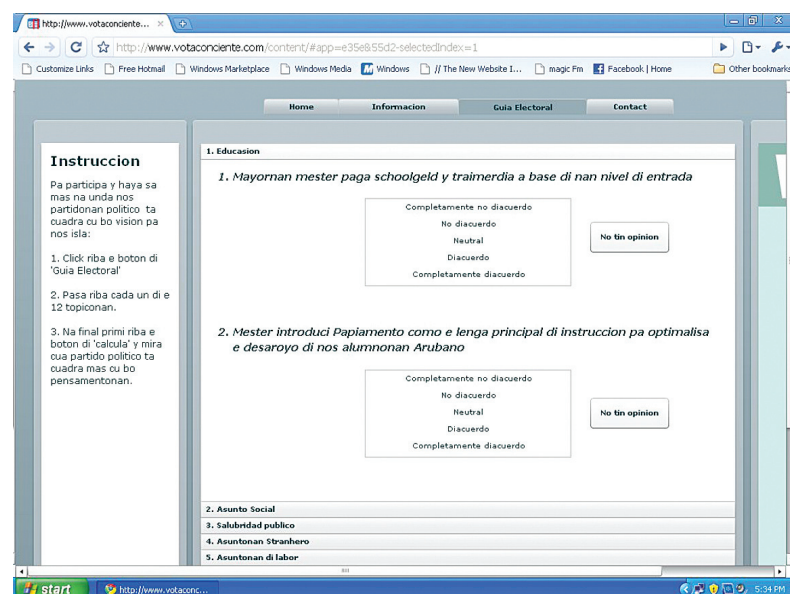 http://www.votaconciente...
http://www.votaconciente.com/content/#app=e35e&55d2-selectedIndex=1
Customize Links Free Hotmail Windows Marketplace Windows Media Windows // The New Website I... magic Fm Facebook | Home Other bookmarks
Home Informacion Guia Electoral Contact
Instruccion
Pa participa y haya sa
mas na unda nos
partidonan politico ta
cuadra cu bo vision pa
nos isla:
1. Click riba e boton di
'Guia Electoral'
2. Pasa riba cada un di e
12 topiconan.
3. Na final primi riba e
boton di 'calcula' y mira
cua partido politico ta
cuadra mas cu bo
pensamentonan.
1. Educasion
1. Mayornan mester paga schoolgeld y traimerdia a base di nan nivel di entrada
Completamente no diacuerdo
No diacuerdo
Neutral
Diacuerdo
Completamente diacuerdo
No tin opinion
2. Mester introduci Papiamento como e lenga principal di instruccion pa optimalisa
e desaroyo di nos alumnonan Arubano
Completamente no diacuerdo
No diacuerdo
Neutral
Diacuerdo
Completamente diacuerdo
No tin opinion
2. Asunto Social
3. Salubridad publico
4. Asuntonan Stranhero
5. Asuntonan di labor
start http://www.votaconc... 5:34 PM